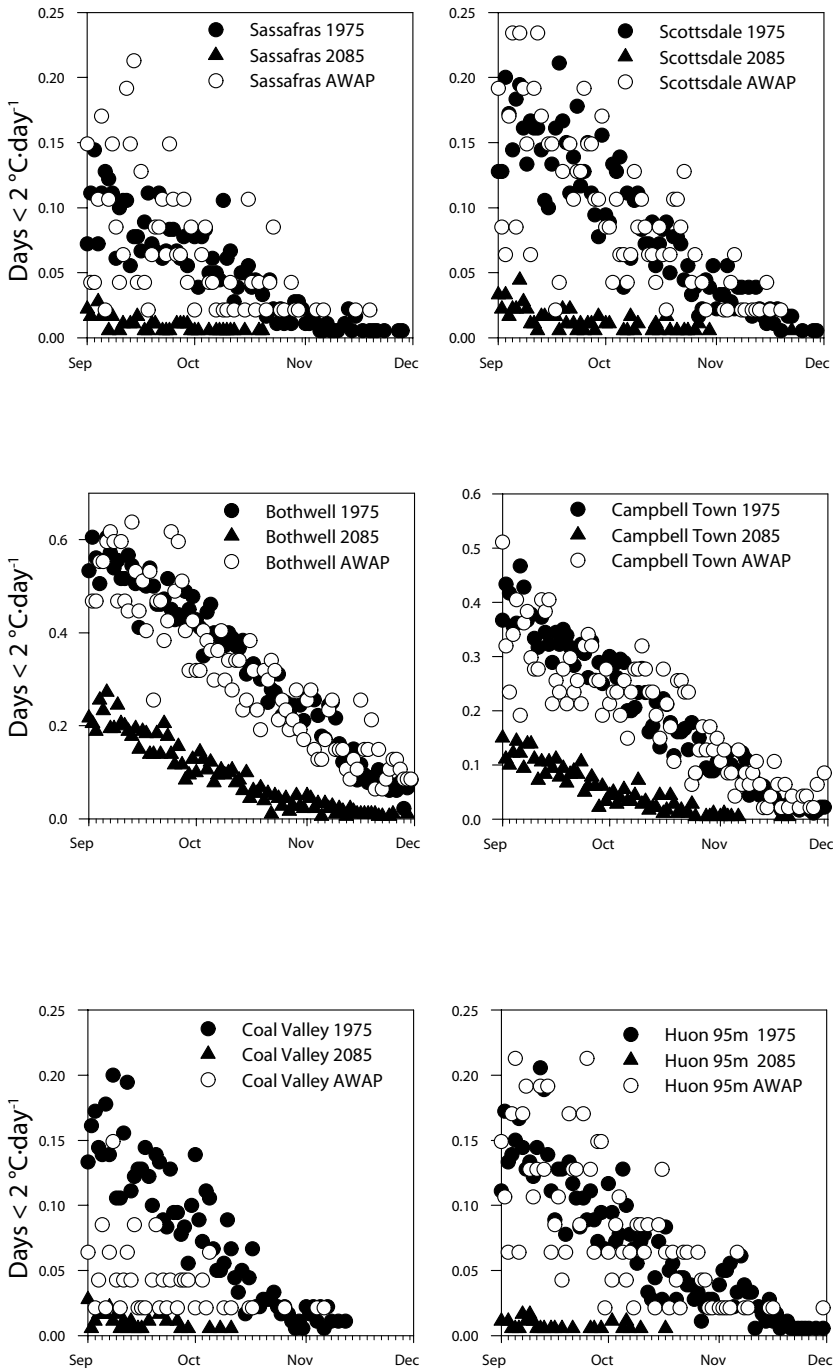 0.25
0.20
0.15
0.10
0.05
0.00
Days < 2 °C·day-1
Sep
Oct
Nov
Dec
Sassafras 1975
Sassafras 2085
Sassafras AWAP
0.25
0.20
0.15
0.10
0.05
0.00
Sep
Oct
Nov
Dec
Scottsdale 1975
Scottsdale 2085
Scottsdale AWAP
0.6
0.4
0.2
0.0
Days < 2 °C·day-1
Sep
Oct
Nov
Dec
Bothwell 1975
Bothwell 2085
Bothwell AWAP
0.6
0.5
0.4
0.3
0.2
0.1
0.0
Sep
Oct
Nov
Dec
Campbell Town 1975
Campbell Town 2085
Campbell Town AWAP
0.25
0.20
0.15
0.10
0.05
0.00
Days < 2 °C·day-1
Sep
Oct
Nov
Dec
Coal Valley 1975
Coal Valley 2085
Coal Valley AWAP
0.25
0.20
0.15
0.10
0.05
0.00
Sep
Oct
Nov
Dec
Huon 95m 1975
Huon 95m 2085
Huon 95m AWAP